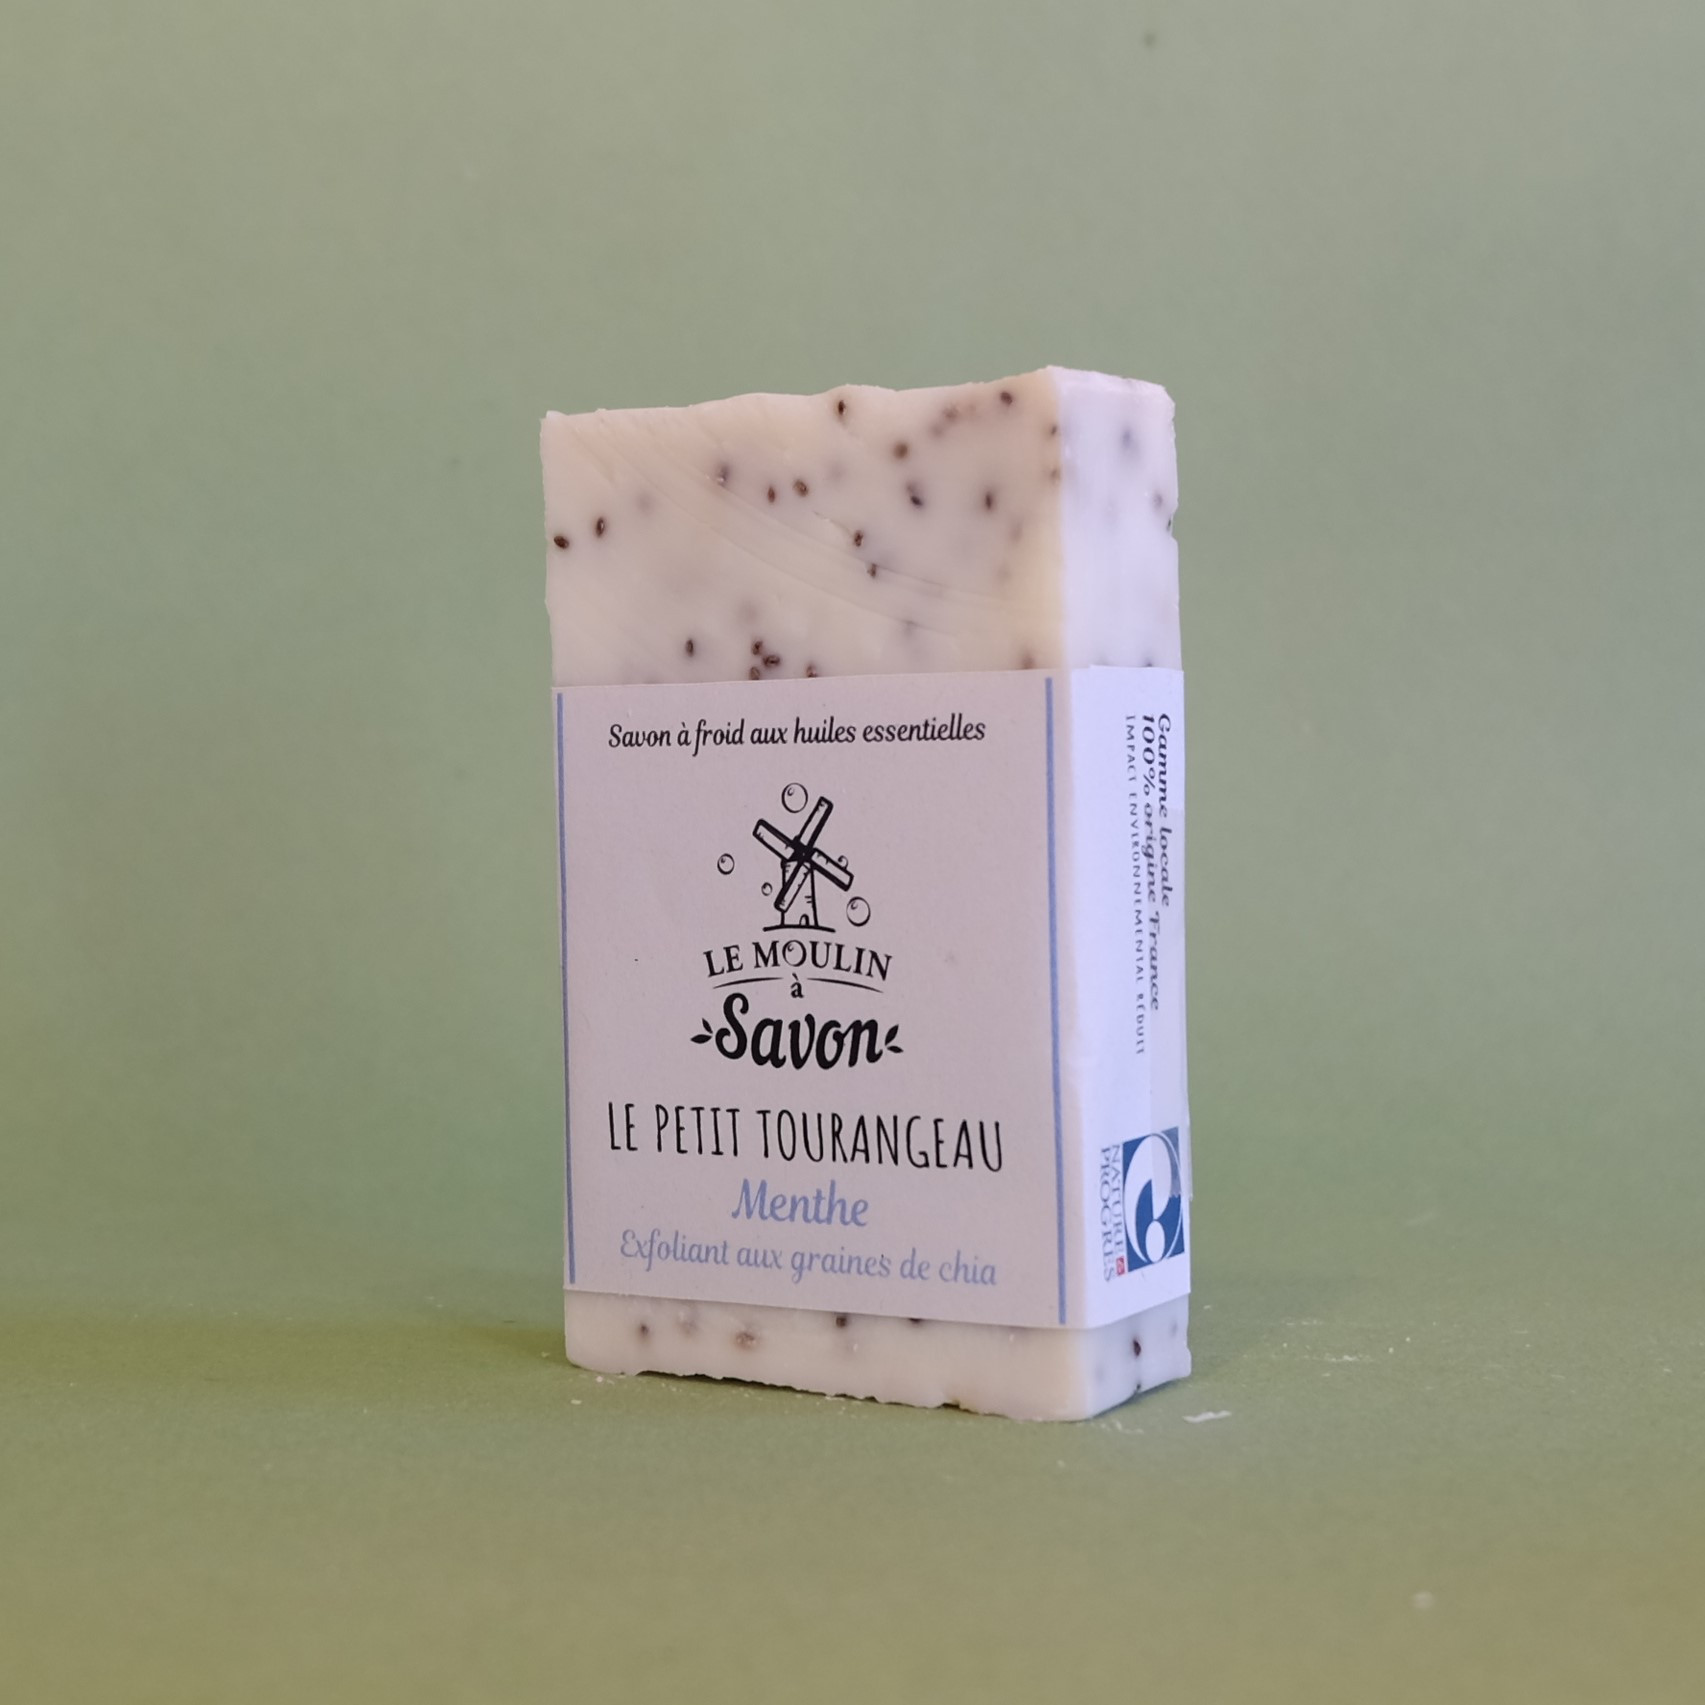 Savon à froid aux huiles essentielles
LE MOULIN
à
Savon
LE PETIT TOURANGEAU
Menthe
Exfoliant aux graines de chia
Gamme locale
100% origine France
IMPACT ENVIRONNEMENTAL RÉDUIT
NATURE &
PROGRÈS